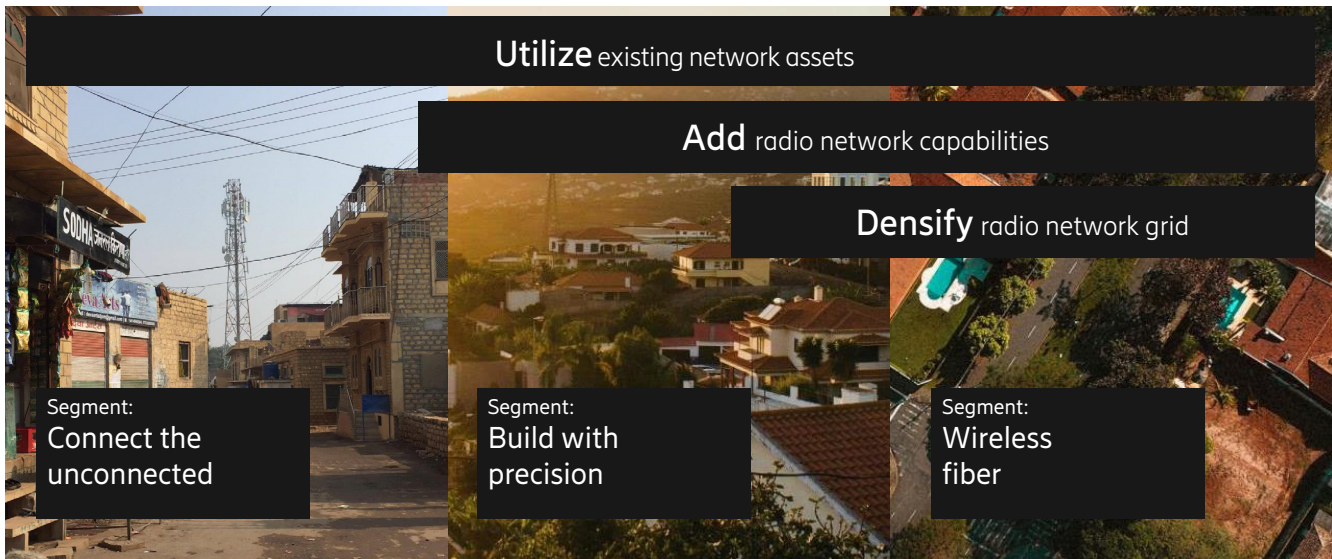 Utilize existing network assets
Add radio network capabilities
Densify radio network grid
SODHA
Segment:
Connect the
unconnected
Segment:
Build with
precision
Segment:
Wireless
fiber